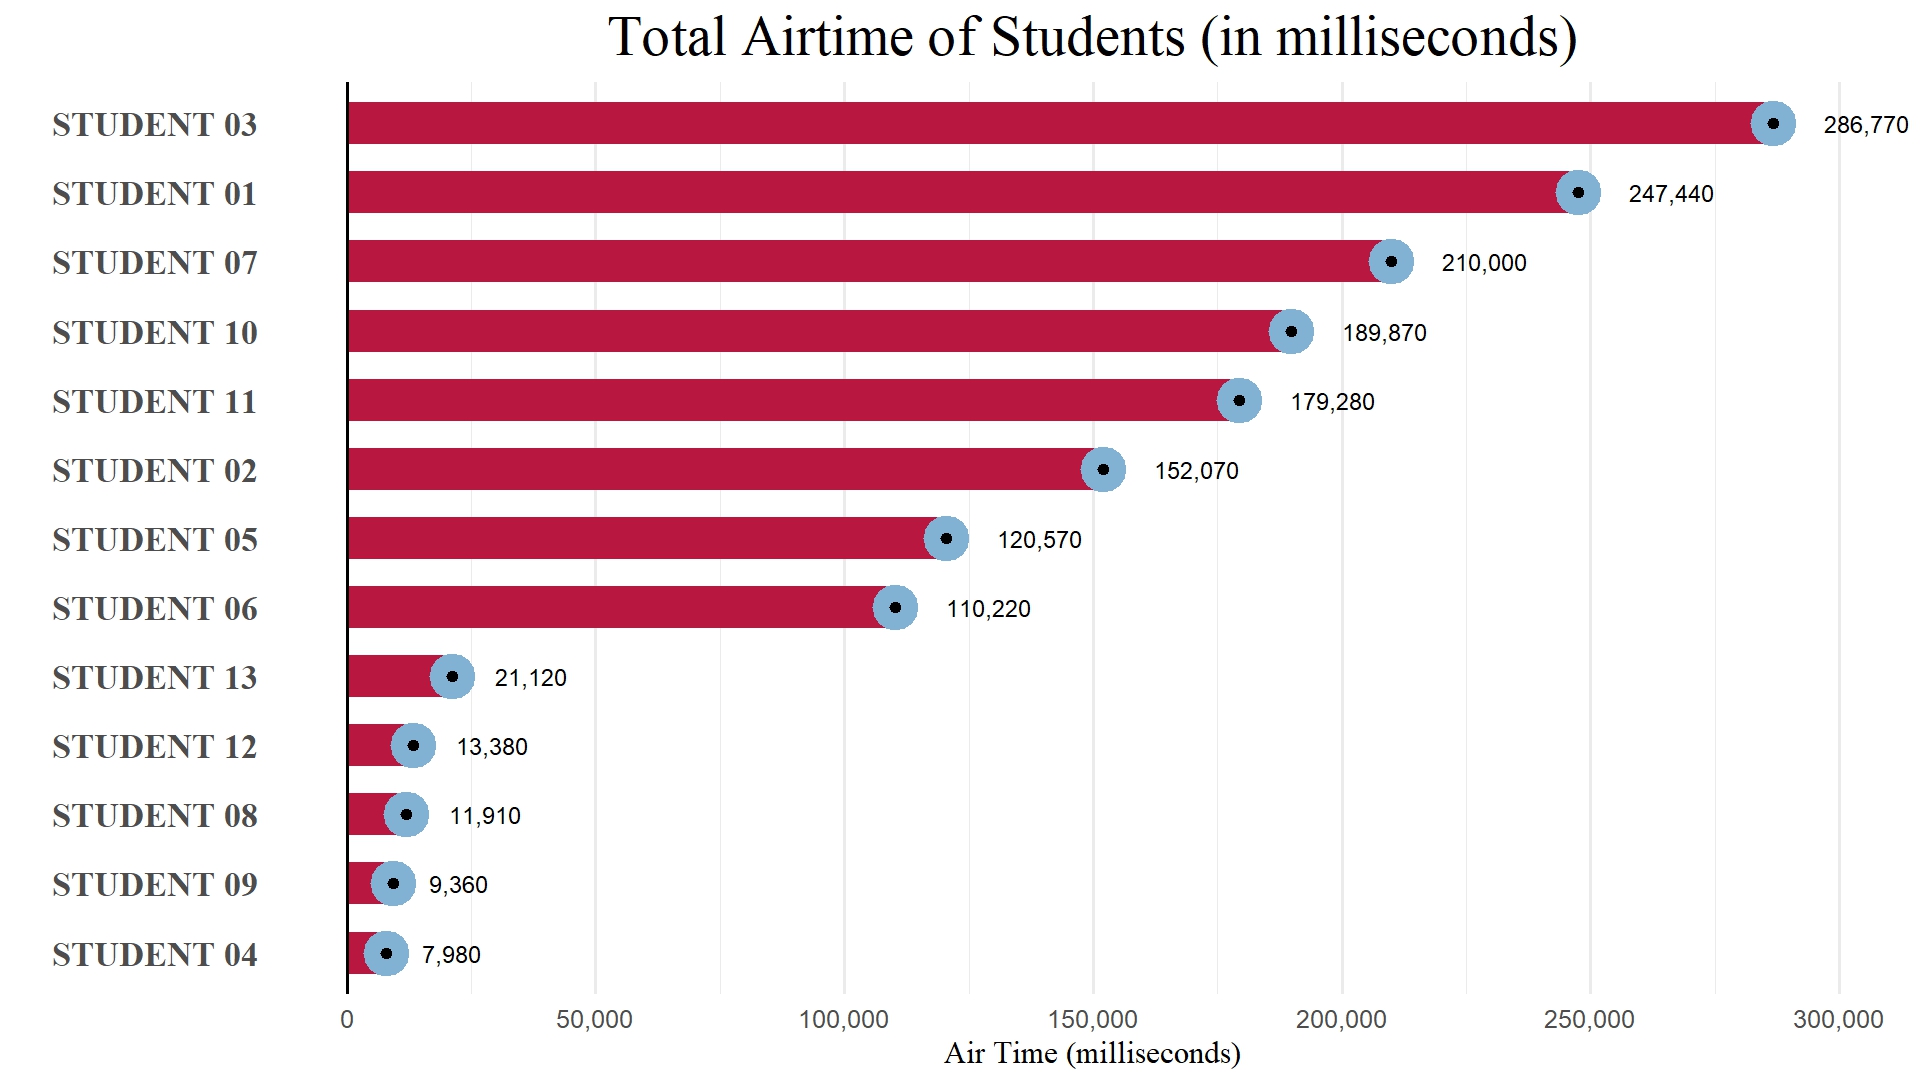 Total Airtime of Students (in milliseconds)
STUDENT 03 286,770
STUDENT 01 247,440
STUDENT 07 210,000
STUDENT 10 189,870
STUDENT 11 179,280
STUDENT 02 152,070
STUDENT 05 120,570
STUDENT 06 110,220
STUDENT 13 21,120
STUDENT 12 13,380
STUDENT 08 11,910
STUDENT 09 9,360
STUDENT 04 7,980
0 50,000 100,000 150,000 200,000 250,000 300,000
Air Time (milliseconds)